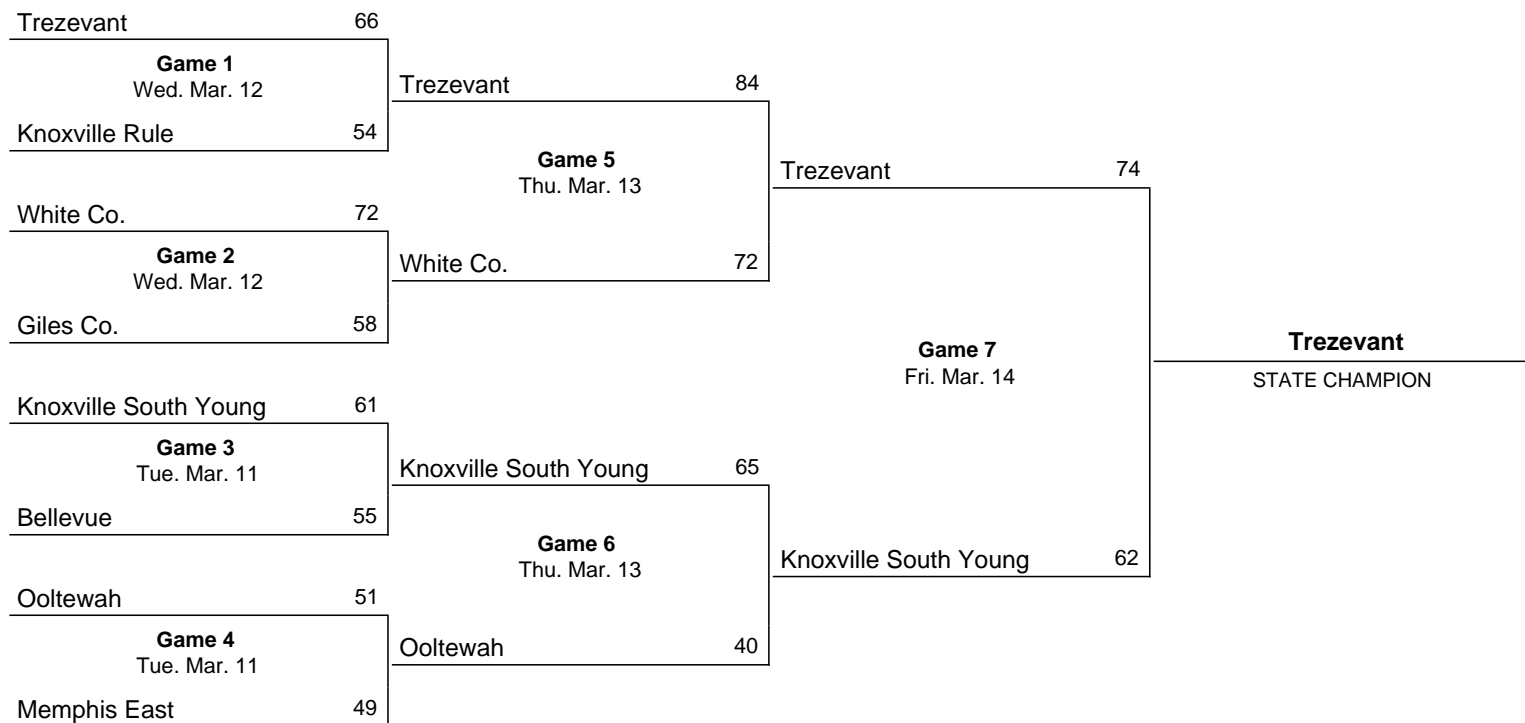 Trezevant 66
Game 1
Wed. Mar. 12
Knoxville Rule 54
White Co. 72
Game 2
Wed. Mar. 12
Giles Co. 58
Knoxville South Young 61
Game 3
Tue. Mar. 11
Bellevue 55
Ooltewah 51
Game 4
Tue. Mar. 11
Memphis East 49
Trezevant 84
Game 5
Thu. Mar. 13
White Co. 72
Knoxville South Young 65
Game 6
Thu. Mar. 13
Ooltewah 40
Trezevant 74
Game 7
Fri. Mar. 14
Knoxville South Young 62
Trezevant
STATE CHAMPION